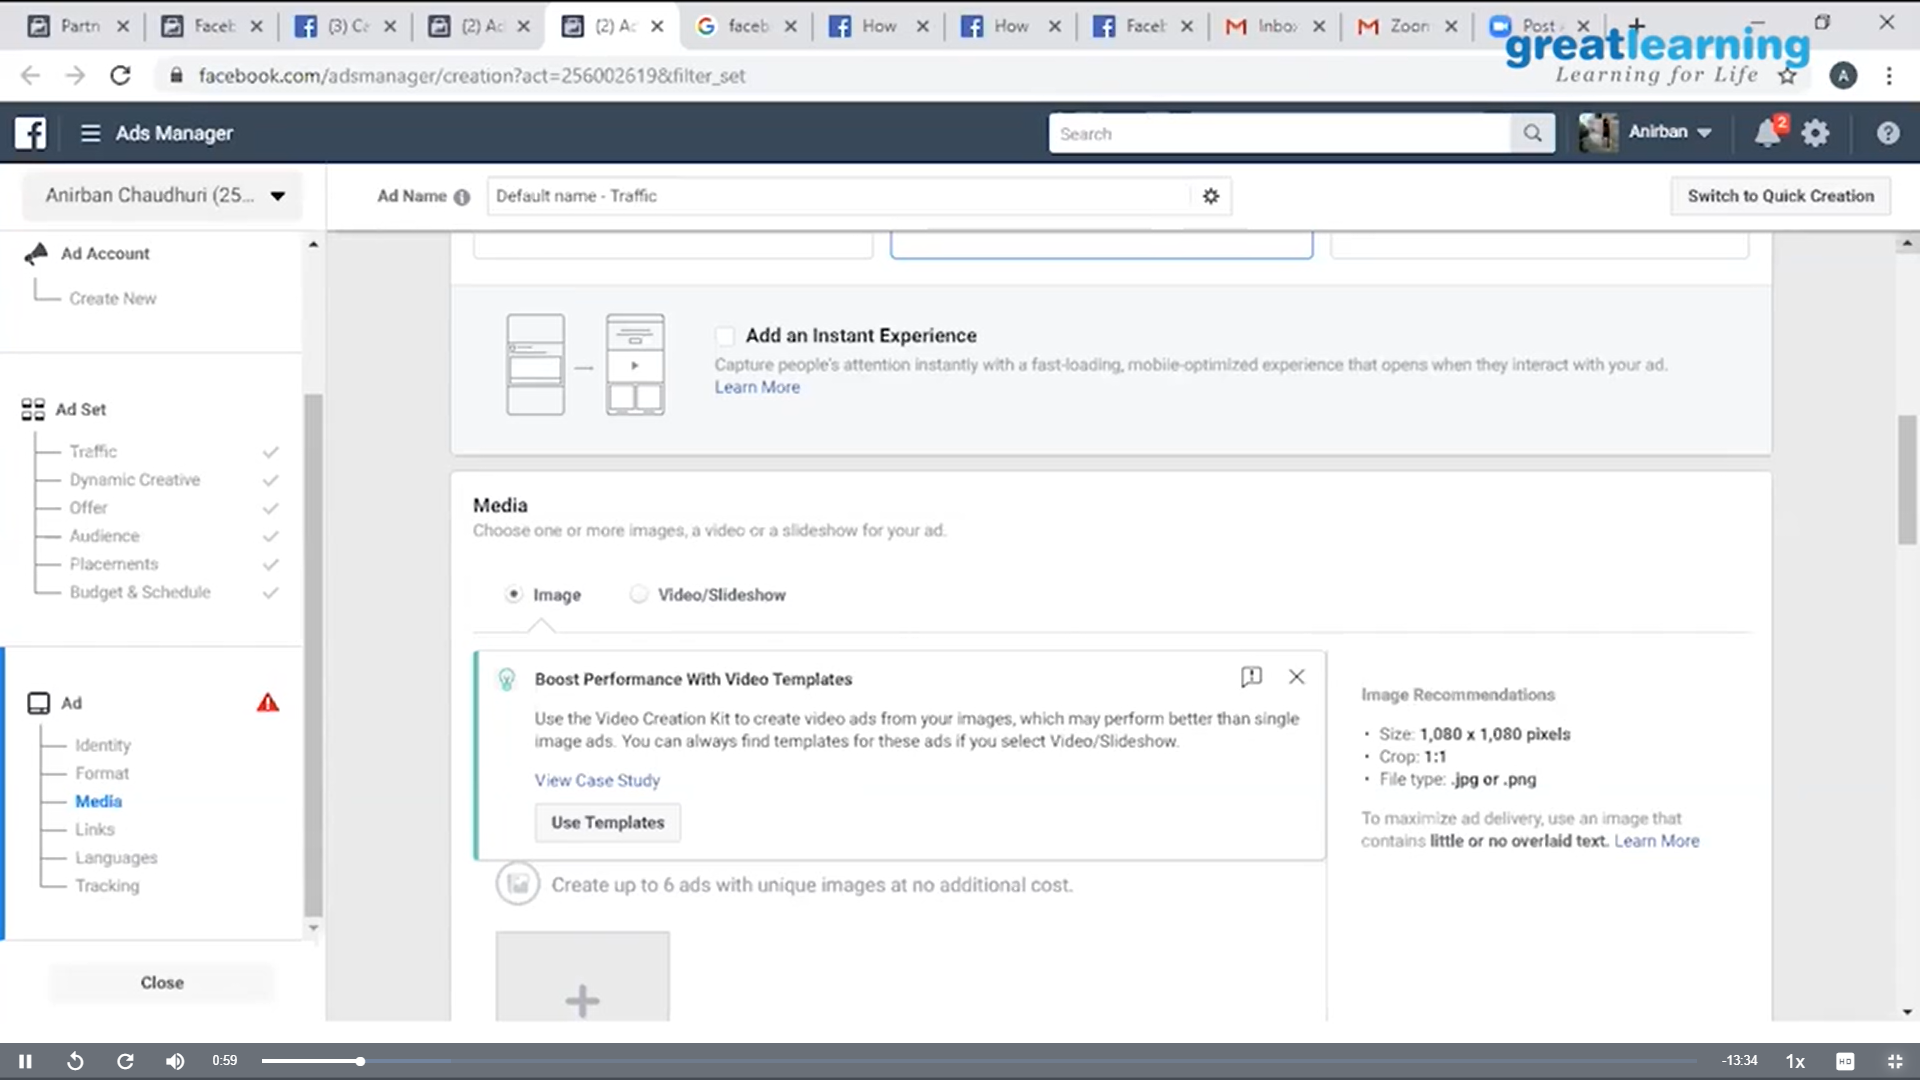 Partn
Facel
(3) Ca
(2) Ad
(2) Ac
faceb
How
How
Facel
Inbo
Zoon
Post
greatlearning
Learning for Life
facebook.com/adsmanager/creation?act=256002619&filter_set
A
Ads Manager
Search
Anirban
2
Anirban Chaudhuri (25...
Ad Name
Default name - Traffic
Switch to Quick Creation
Ad Account
Create New
Ad Set
Traffic
Dynamic Creative
Offer
Audience
Placements
Budget & Schedule
Ad
Identity
Format
Media
Links
Languages
Tracking
Close
Add an Instant Experience
Capture people's attention instantly with a fast-loading, mobile-optimized experience that opens when they interact with your ad.
Learn More
Media
Choose one or more images, a video or a slideshow for your ad.
Image
Video/Slideshow
Boost Performance With Video Templates
Use the Video Creation Kit to create video ads from your images, which may perform better than single
image ads. You can always find templates for these ads if you select Video/Slideshow.
View Case Study
Use Templates
Create up to 6 ads with unique images at no additional cost.
Image Recommendations
• Size: 1,080 x 1,080 pixels
• Crop: 1:1
• File type: .jpg or .png
To maximize ad delivery, use an image that
contains little or no overlaid text. Learn More
0:59
-13:34
1x
HD